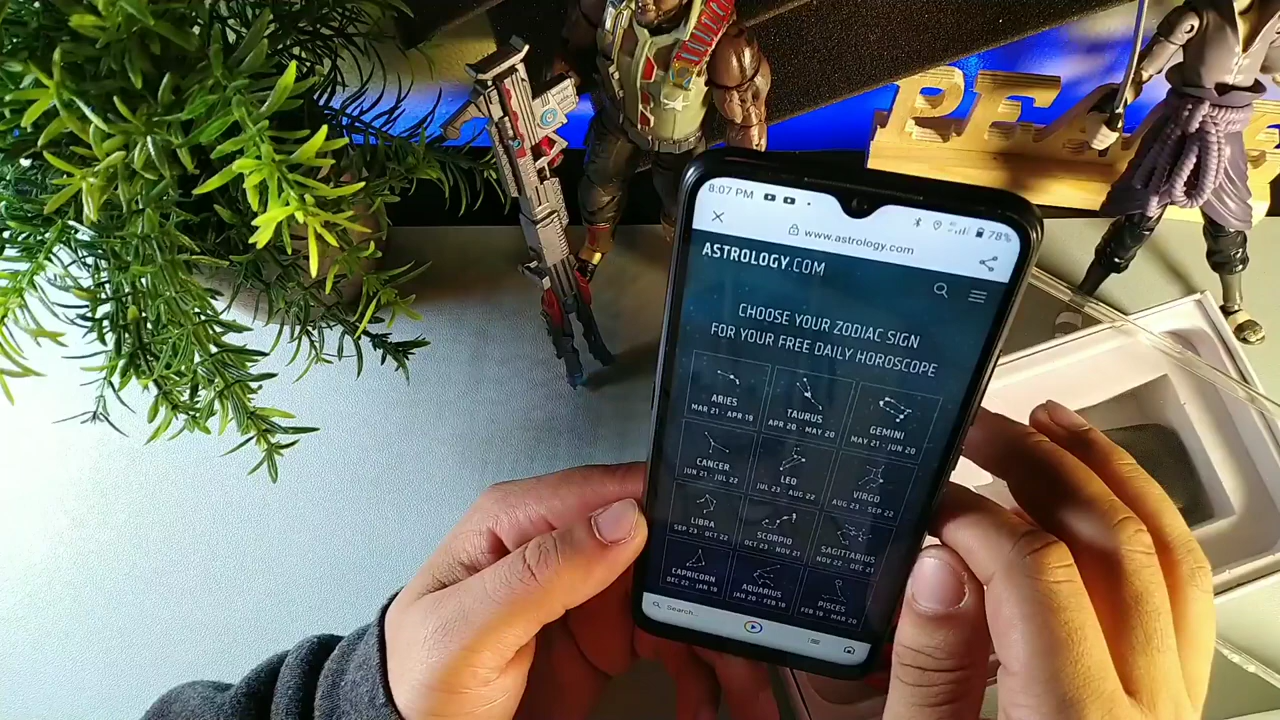 PEA
8:07 PM
78%
www.astrology.com
ASTROLOGY.COM
CHOOSE YOUR ZODIAC SIGN
FOR YOUR FREE DAILY HOROSCOPE
ARIES
MAR 21 - APR 19
TAURUS
APR 20 - MAY 20
GEMINI
MAY 21 - JUN 20
CANCER
JUN 21 - JUL 22
LEO
JUL 23 - AUG 22
VIRGO
AUG 23 - SEP 22
LIBRA
SEP 23 - OCT 22
SCORPIO
OCT 23 - NOV 21
SAGITTARIUS
NOV 22 - DEC 21
CAPRICORN
DEC 22 - JAN 19
AQUARIUS
JAN 20 - FEB 18
PISCES
FEB 19 - MAR 20
Search...